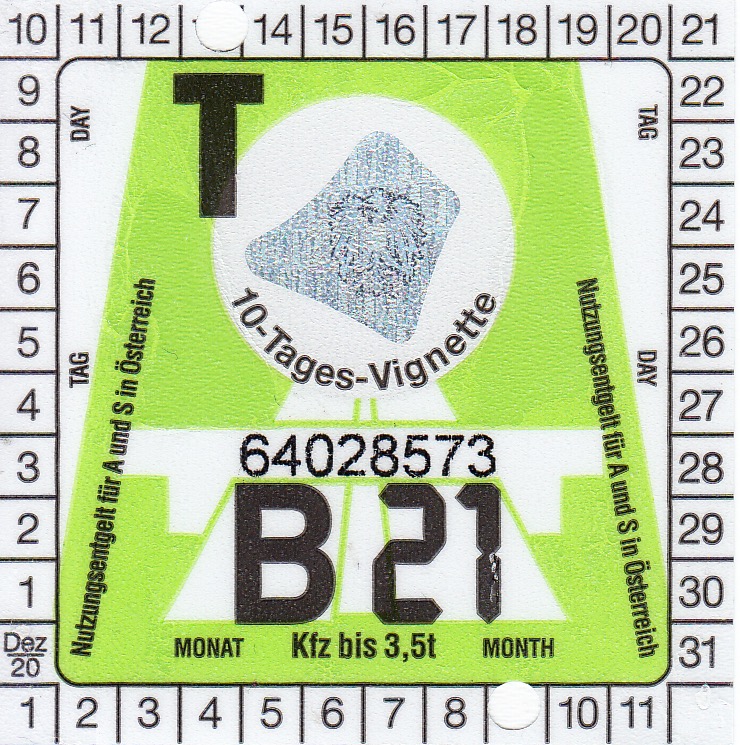 10 11 12 14 15 16 17 18 19 20 21
9 22
8 23
7 24
6 25
5 26
4 27
3 28
2 29
1 30
Dez 20 31
1 2 3 4 5 6 7 8 10 11
DAY
TAG
T
10-Tages-Vignette
TAG
DAY
Nutzungsentgelt für A und S in Österreich
Nutzungsentgelt für A und S in Österreich
64028573
B 21
MONAT Kfz bis 3,5t MONTH